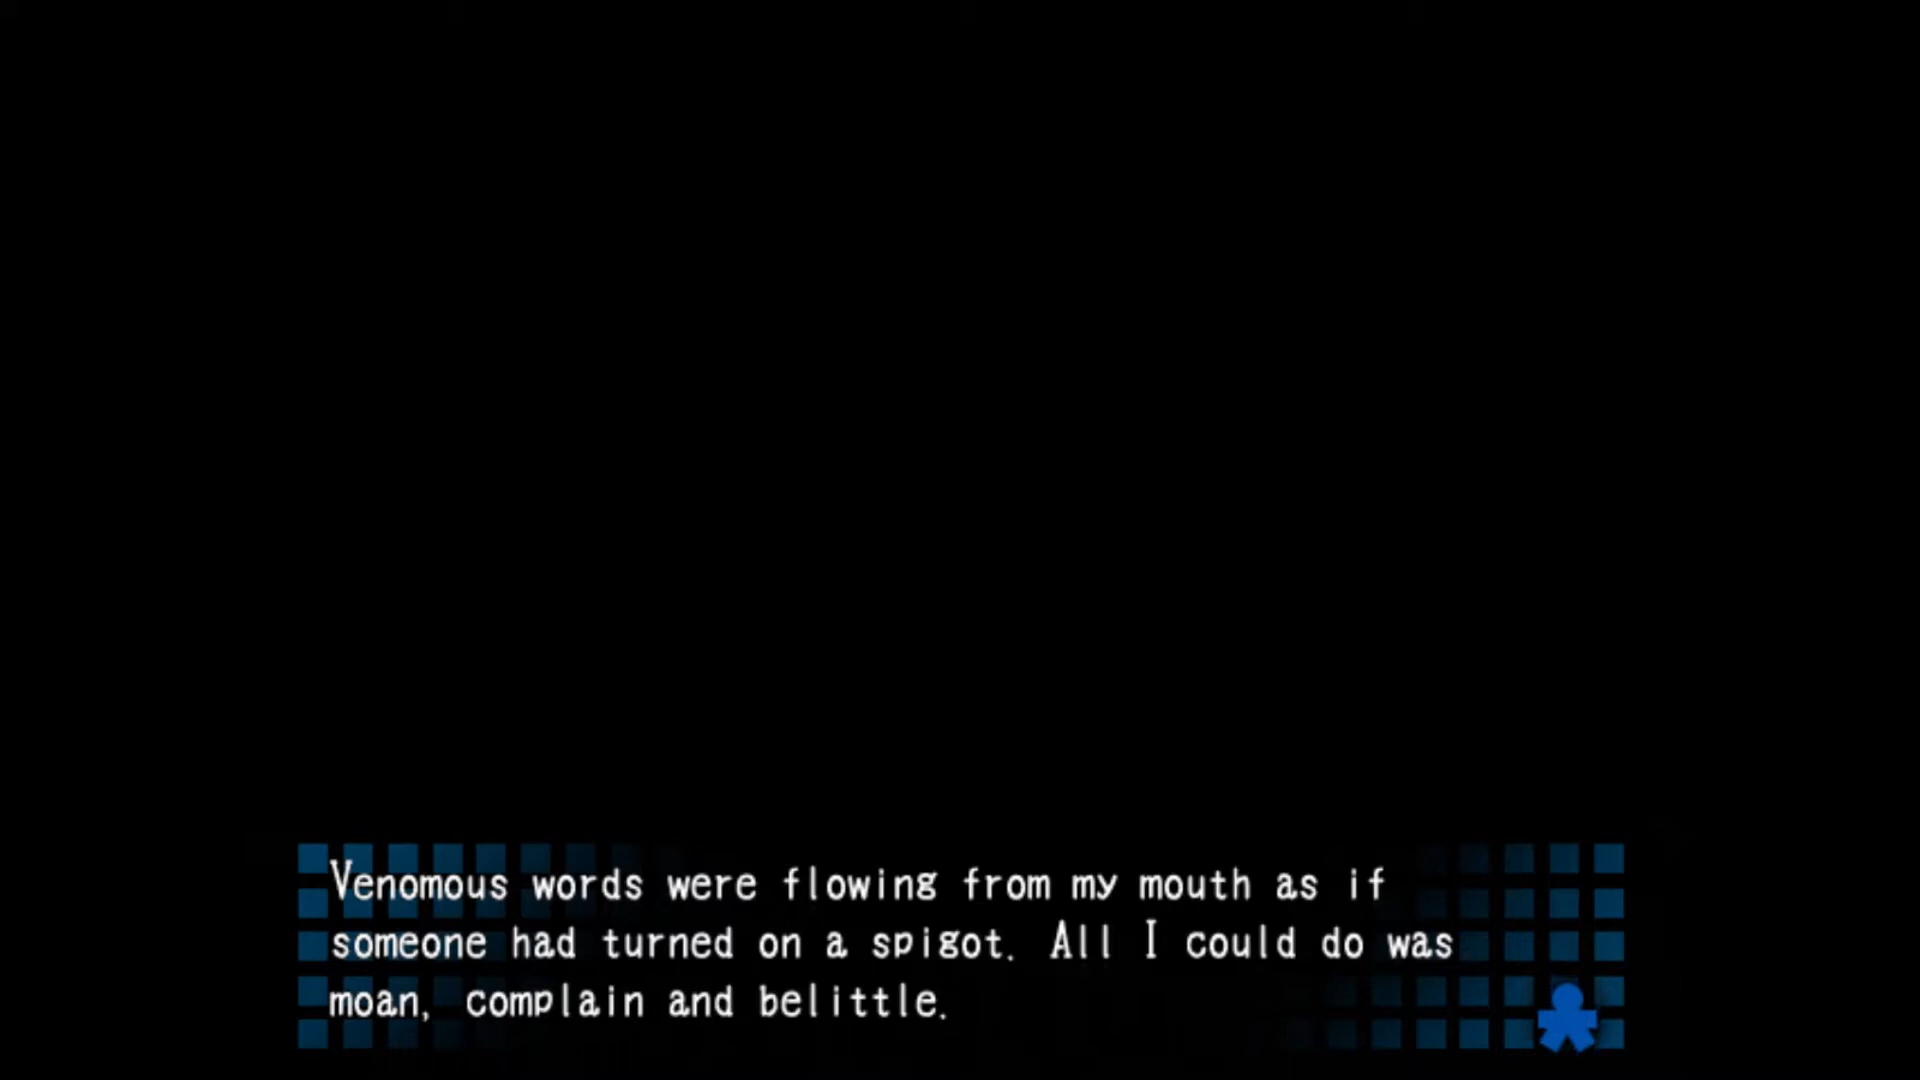 Venomous words were flowing from my mouth as if
someone had turned on a spigot. All I could do was
moan, complain and belittle.